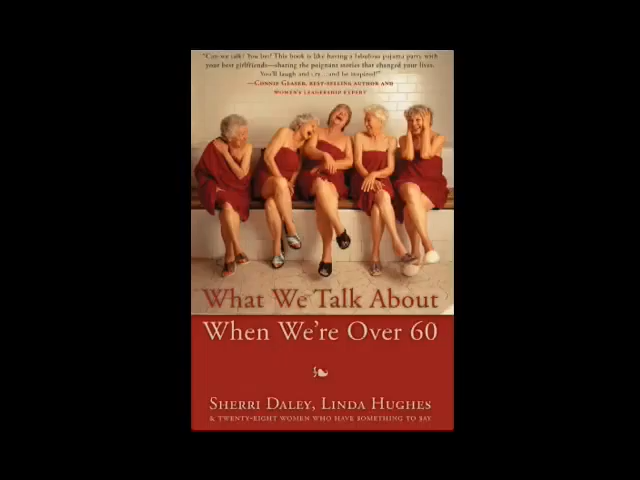 "Can we talk? You bet! This book is like having a fabulous pajama party with
your best girlfriends—sharing the poignant stories that changed your lives.
You'll laugh and cry... and be inspired!"
—Connie Glaser, best-selling author and
women's leadership expert
What We Talk About
When We're Over 60
Sherri Daley, Linda Hughes
& twenty-eight women who have something to say